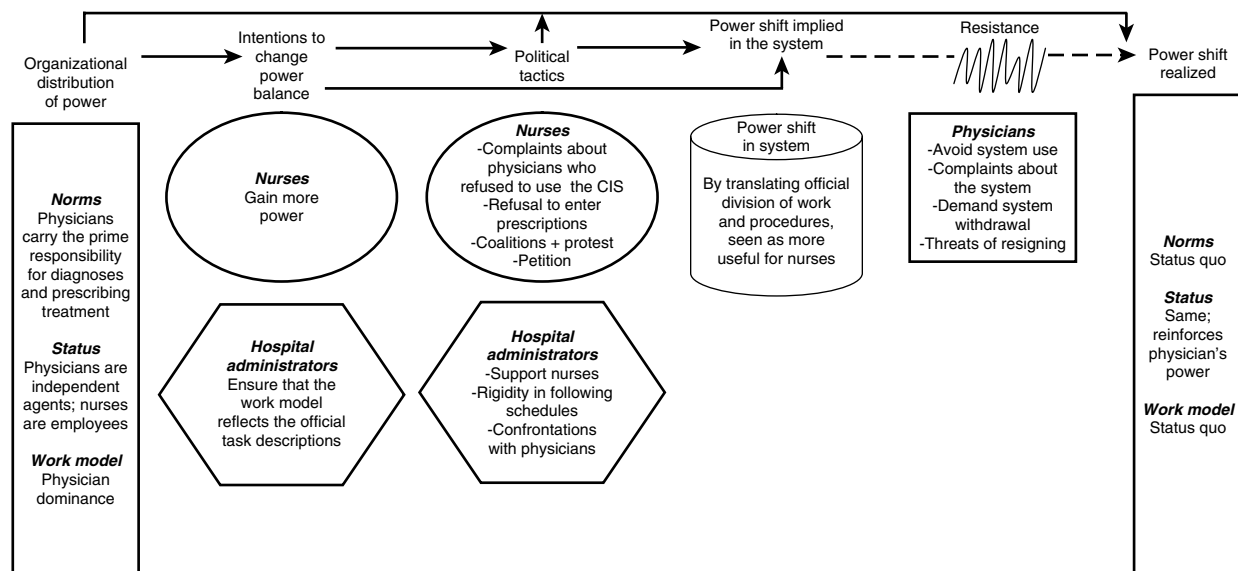 Organizational
distribution
of power
Intentions to
change
power
balance
Political
tactics
Power shift implied
in the system
Resistance
Power shift
realized
Norms
Physicians
carry the prime
responsibility
for diagnoses
and prescribing
treatment
Status
Physicians are
independent
agents; nurses
are employees
Work model
Physician
dominance
Nurses
Gain more
power
Hospital
administrators
Ensure that the
work model
reflects the official
task descriptions
Nurses
-Complaints about
physicians who
refused to use the CIS
-Refusal to enter
prescriptions
-Coalitions + protest
-Petition
Hospital
administrators
-Support nurses
-Rigidity in following
schedules
-Confrontations
with physicians
Power shift
in system
By translating official
division of work
and procedures,
seen as more
useful for nurses
Physicians
-Avoid system use
-Complaints about
the system
-Demand system
withdrawal
-Threats of resigning
Norms
Status quo
Status
Same;
reinforces
physician's
power
Work model
Status quo